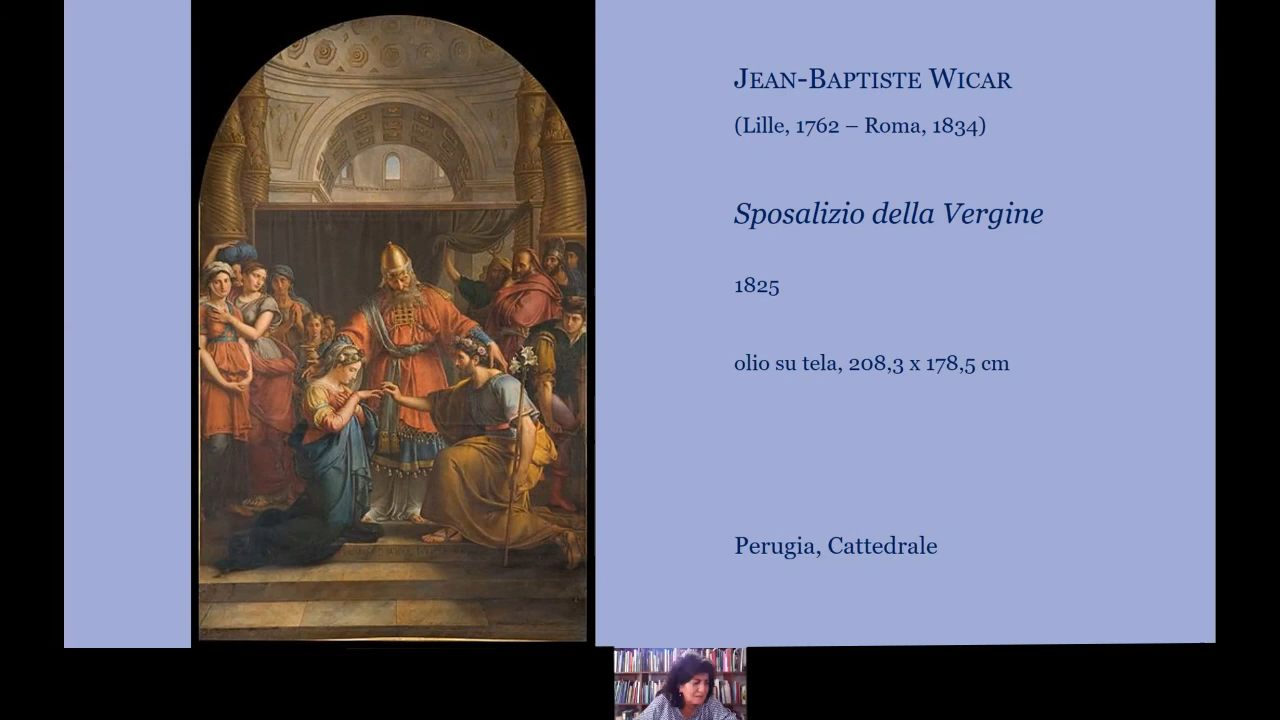 JEAN-BAPTISTE WICAR
(Lille, 1762 – Roma, 1834)
Sposalizio della Vergine
1825
olio su tela, 208,3 x 178,5 cm
Perugia, Cattedrale